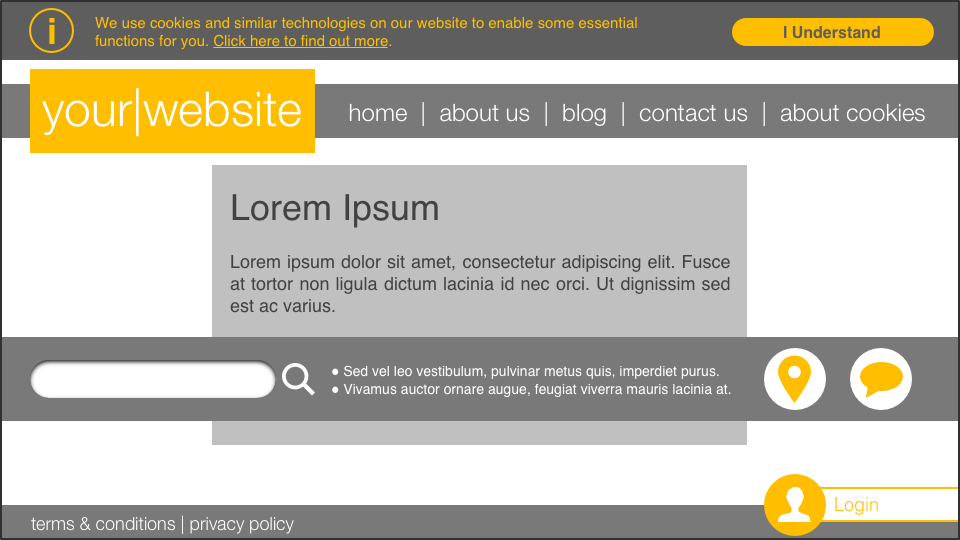 We use cookies and similar technologies on our website to enable some essential
functions for you. Click here to find out more.
I Understand
your|website
home | about us | blog | contact us | about cookies
Lorem Ipsum
Lorem ipsum dolor sit amet, consectetur adipiscing elit. Fusce
at tortor non ligula dictum lacinia id nec orci. Ut dignissim sed
est ac varius.
● Sed vel leo vestibulum, pulvinar metus quis, imperdiet purus.
● Vivamus auctor ornare augue, feugiat viverra mauris lacinia at.
Login
terms & conditions | privacy policy